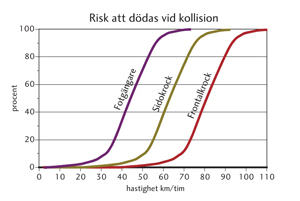 Risk att dödas vid kollision
100
80
60
40
20
0
procent
Fotgängare
Sidokrock
Frontalkrock
0 10 20 30 40 50 60 70 80 90 100 110
hastighet km/tim